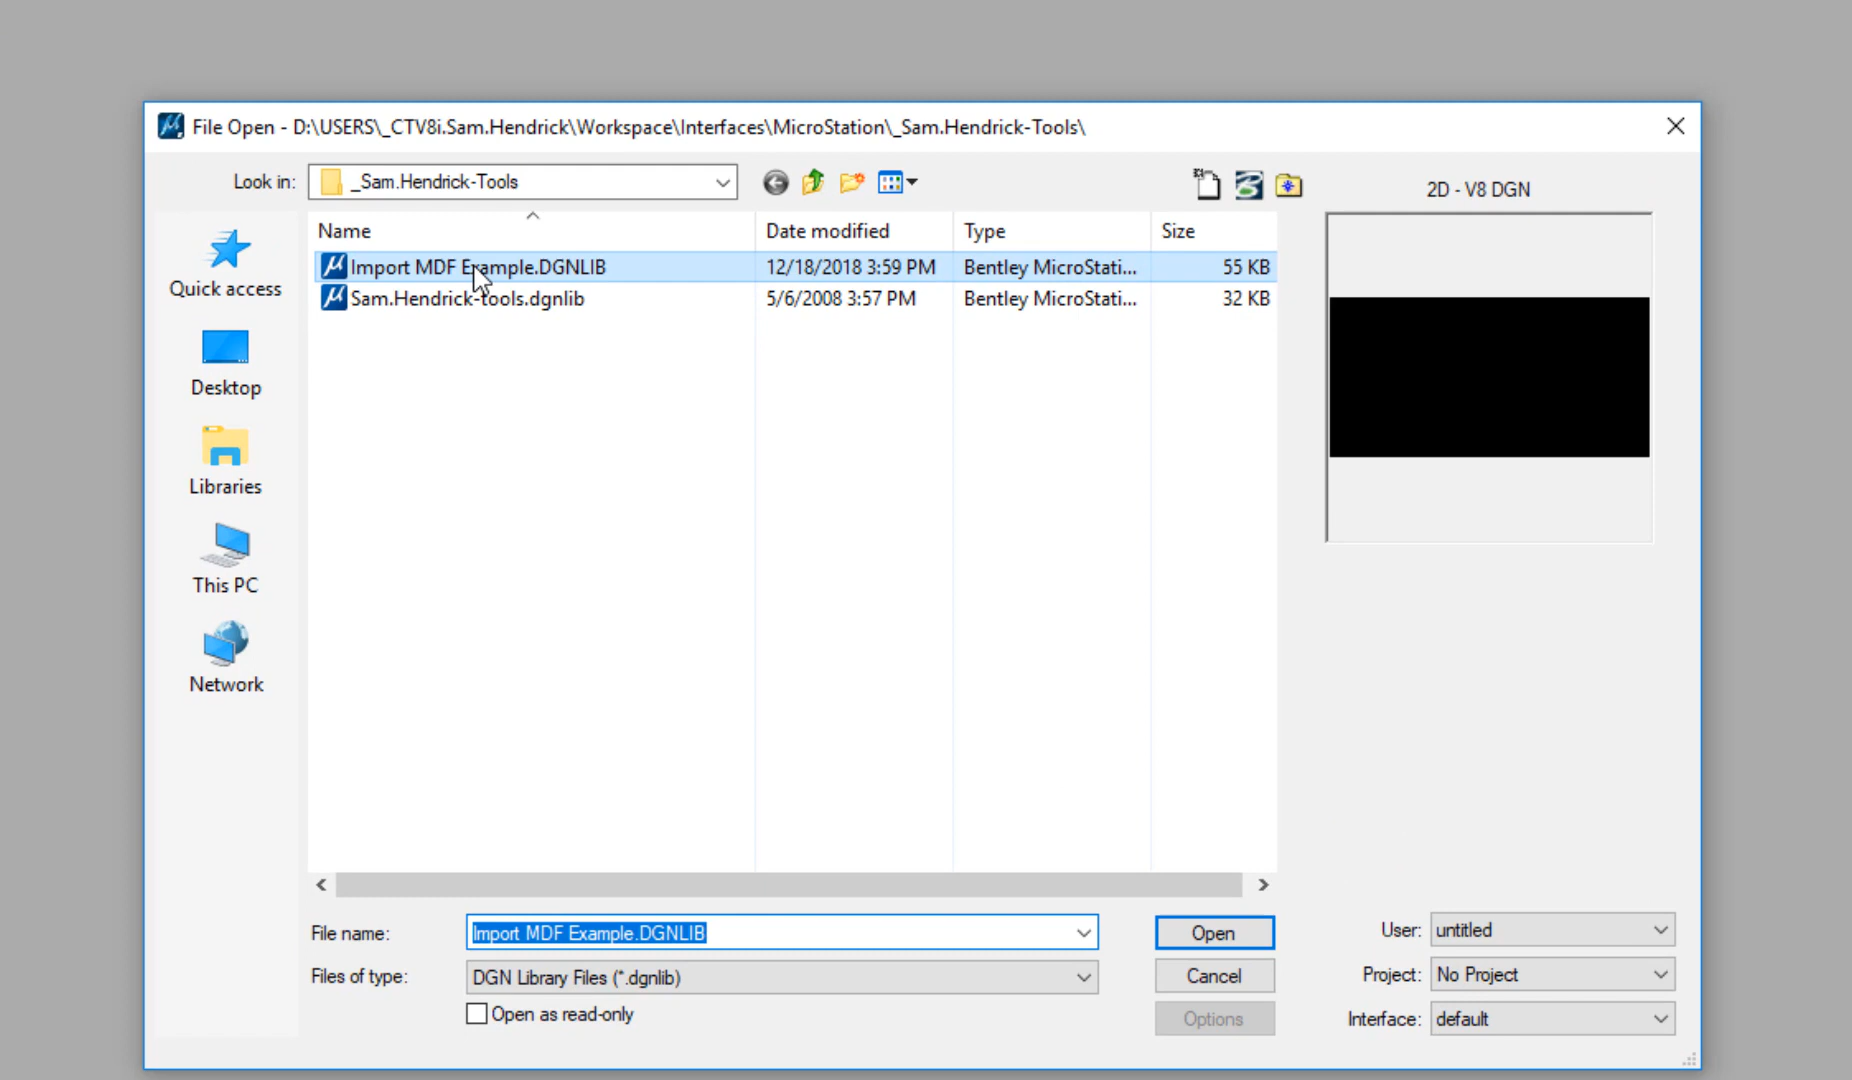 File Open - D:\USERS\_CTV8i.Sam.Hendrick\Workspace\Interfaces\MicroStation\_Sam.Hendrick-Tools\
Look in: _Sam.Hendrick-Tools
2D - V8 DGN
Name Date modified Type Size
Import MDF Example.DGNLIB 12/18/2018 3:59 PM Bentley MicroStati... 55 KB
Sam.Hendrick-tools.dgnlib 5/6/2008 3:57 PM Bentley MicroStati... 32 KB
Quick access
Desktop
Libraries
This PC
Network
File name: Import MDF Example.DGNLIB Open User: untitled
Files of type: DGN Library Files (*.dgnlib) Cancel Project: No Project
Open as read-only Options Interface: default